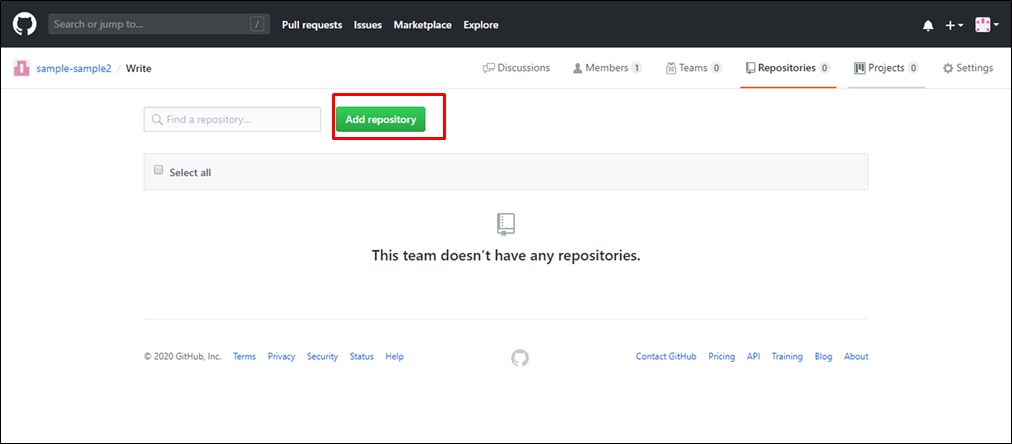 Search or jump to... /
Pull requests Issues Marketplace Explore
sample-sample2 / Write
Discussions Members 1 Teams 0 Repositories 0 Projects 0 Settings
Find a repository...
Add repository
Select all
This team doesn’t have any repositories.
© 2020 GitHub, Inc. Terms Privacy Security Status Help
Contact GitHub Pricing API Training Blog About